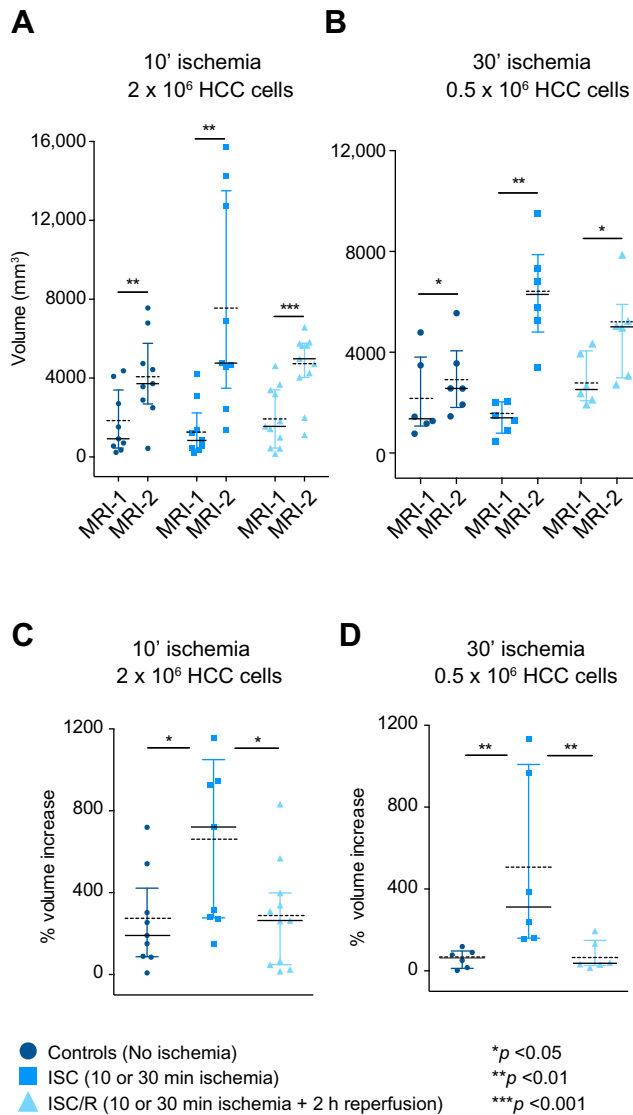 A
10' ischemia
2 x 10⁶ HCC cells
Volume (mm³)
16,000
12,000
8000
4000
0
**
**
***
MRI-1
MRI-2
MRI-1
MRI-2
MRI-1
MRI-2
B
30' ischemia
0.5 x 10⁶ HCC cells
12,000
8000
4000
0
*
**
*
MRI-1
MRI-2
MRI-1
MRI-2
MRI-1
MRI-2
C
10' ischemia
2 x 10⁶ HCC cells
% volume increase
1200
800
400
0
*
*
D
30' ischemia
0.5 x 10⁶ HCC cells
% volume increase
1200
800
400
0
**
**
Controls (No ischemia)
ISC (10 or 30 min ischemia)
ISC/R (10 or 30 min ischemia + 2 h reperfusion)
*p <0.05
**p <0.01
***p <0.001